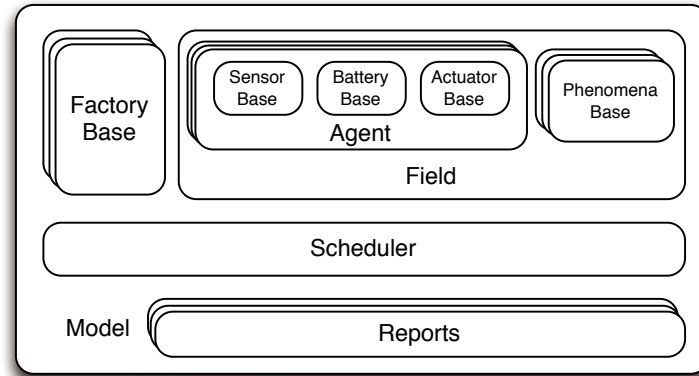 Factory
Base
Sensor
Base
Battery
Base
Actuator
Base
Agent
Phenomena
Base
Field
Scheduler
Model
Reports